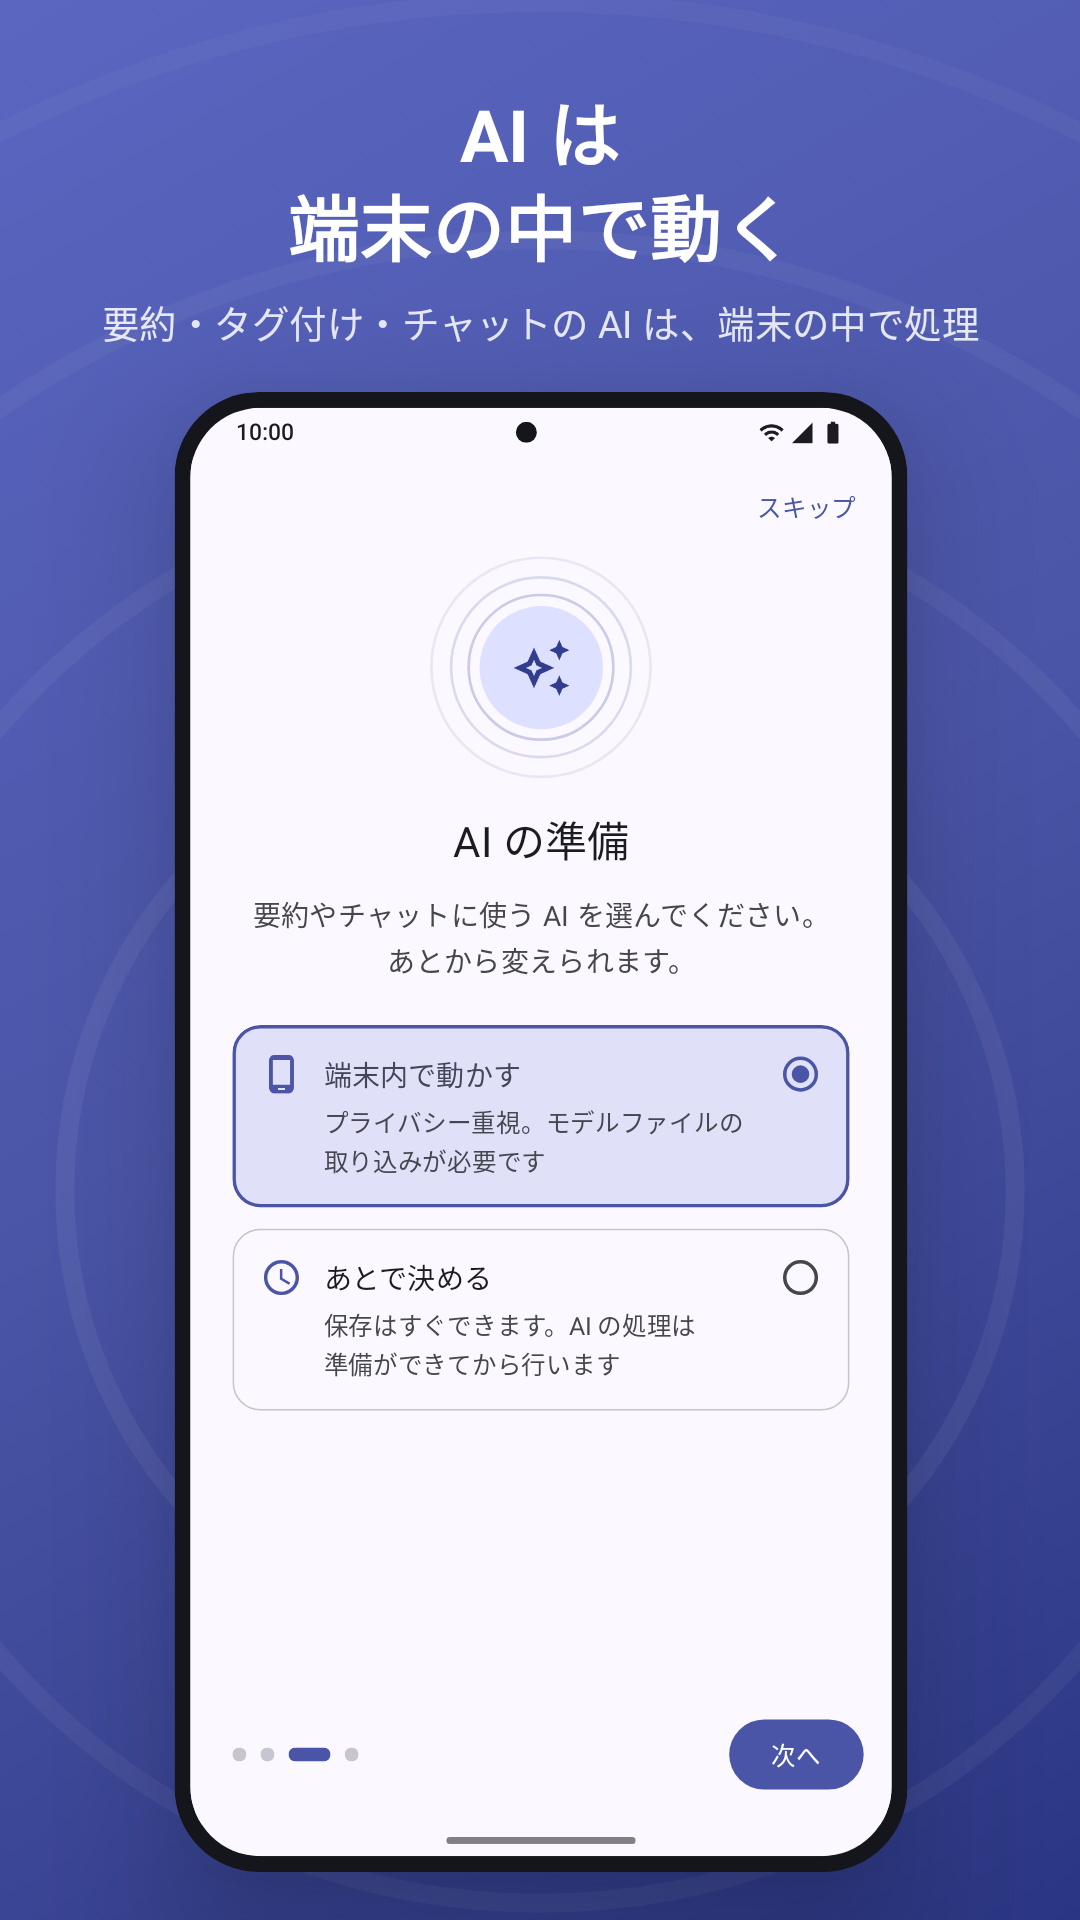 AI は
端末の中で動く
要約・タグ付け・チャットの AI は、端末の中で処理
10:00
スキップ
AI の準備
要約やチャットに使う AI を選んでください。
あとから変えられます。
端末内で動かす
プライバシー重視。モデルファイルの
取り込みが必要です
あとで決める
保存はすぐできます。AI の処理は
準備ができてから行います
次へ